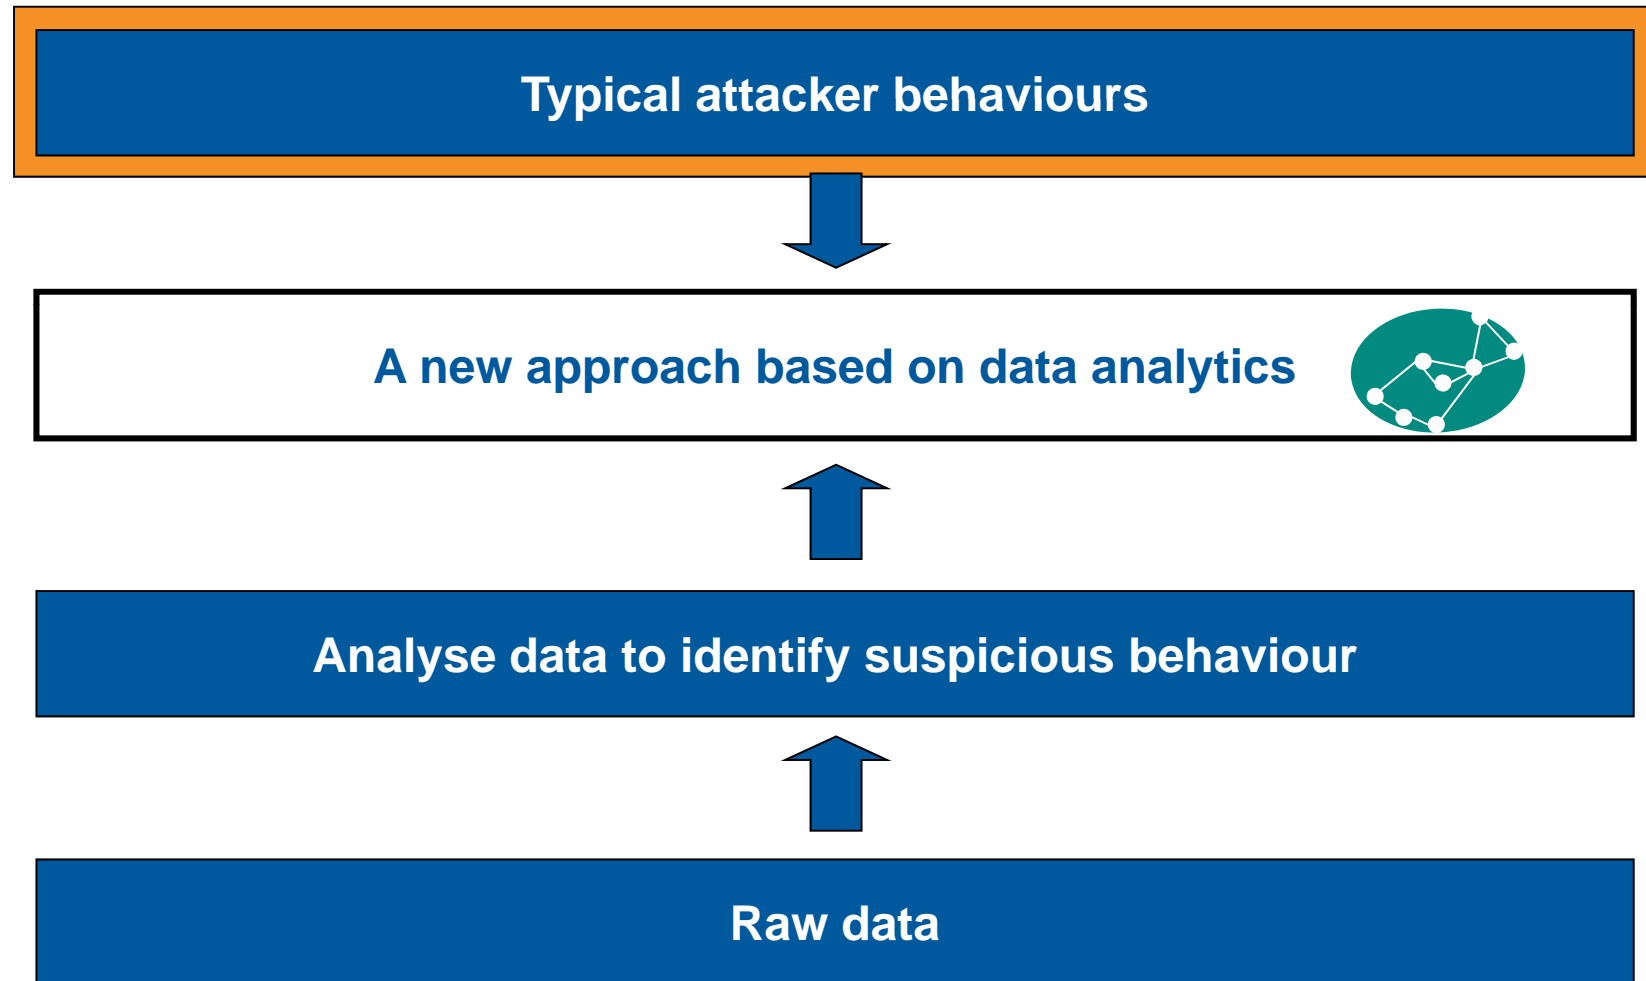 Typical attacker behaviours
A new approach based on data analytics
Analyse data to identify suspicious behaviour
Raw data